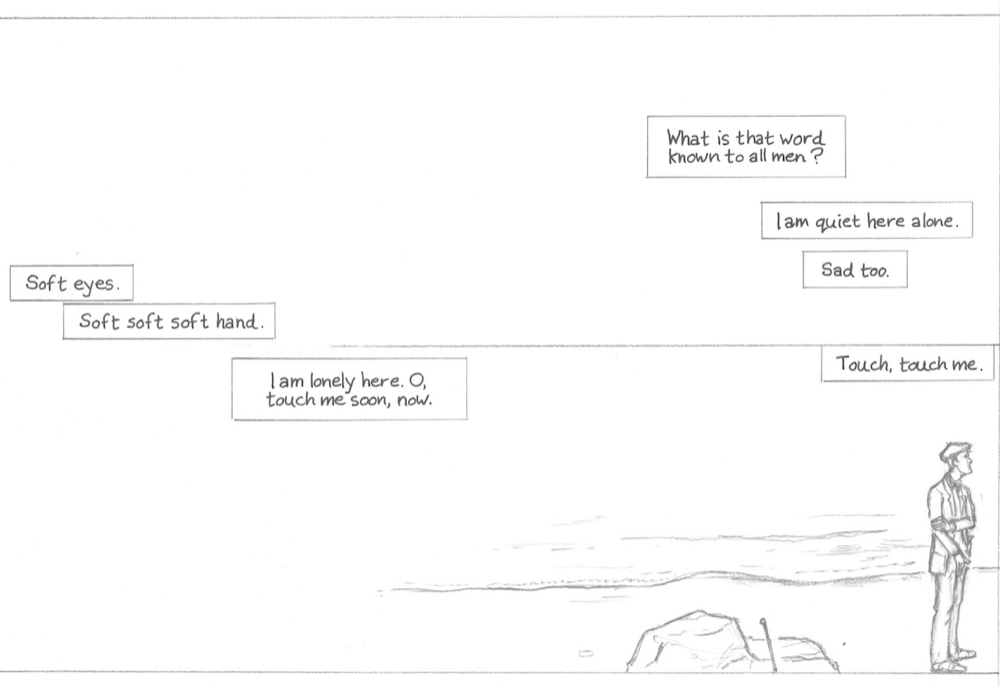 Soft eyes.
Soft soft soft hand.
I am lonely here. O,
touch me soon, now.
What is that word
known to all men?
I am quiet here alone.
Sad too.
Touch, touch me.